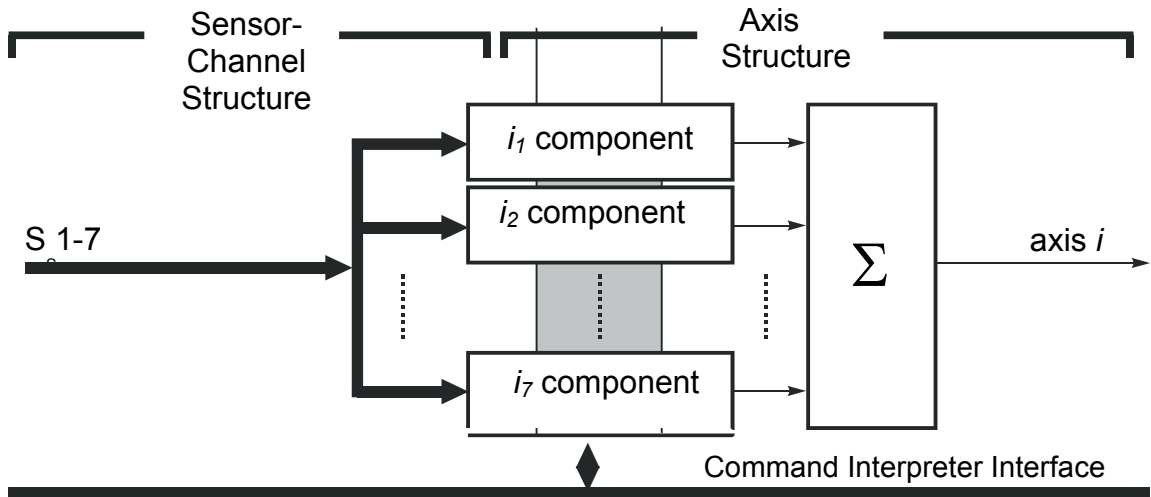 Sensor-
Channel
Structure
Axis
Structure
i1 component
i2 component
S 1-7
s
axis i
Σ
i7 component
Command Interpreter Interface